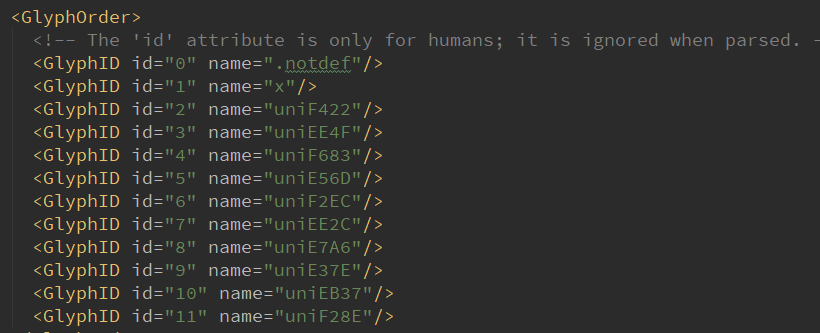 <GlyphOrder>
<!-- The 'id' attribute is only for humans; it is ignored when parsed. -
<GlyphID id="0" name=".notdef"/>
<GlyphID id="1" name="x"/>
<GlyphID id="2" name="uniF422"/>
<GlyphID id="3" name="uniEE4F"/>
<GlyphID id="4" name="uniF683"/>
<GlyphID id="5" name="uniE56D"/>
<GlyphID id="6" name="uniF2EC"/>
<GlyphID id="7" name="uniEE2C"/>
<GlyphID id="8" name="uniE7A6"/>
<GlyphID id="9" name="uniE37E"/>
<GlyphID id="10" name="uniEB37"/>
<GlyphID id="11" name="uniF28E"/>